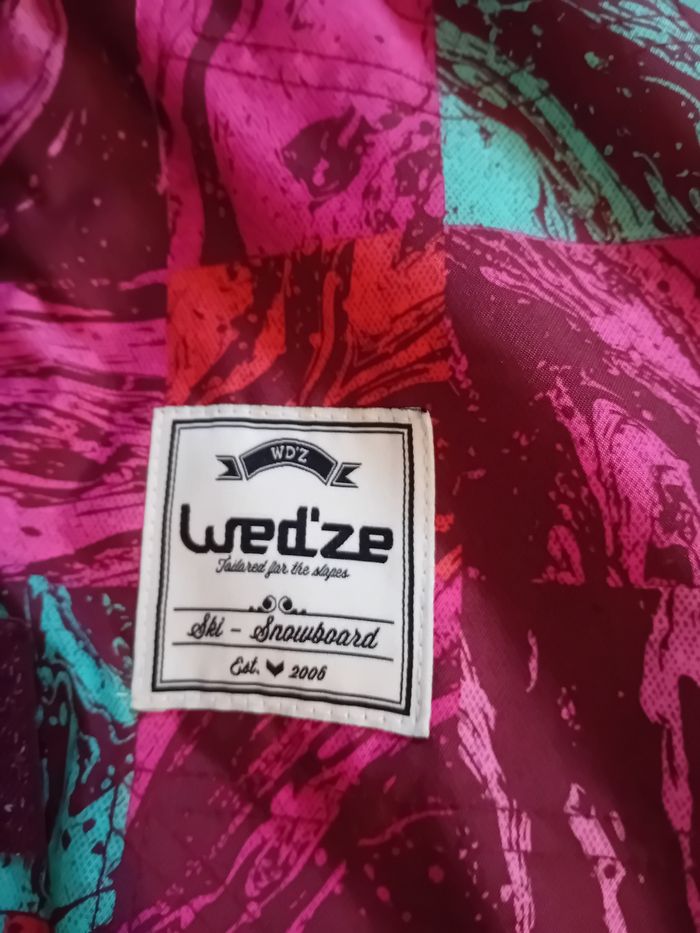 WD'Z
Wed'ze
Tailored for the slopes
Ski - Snowboard
Est. 2006